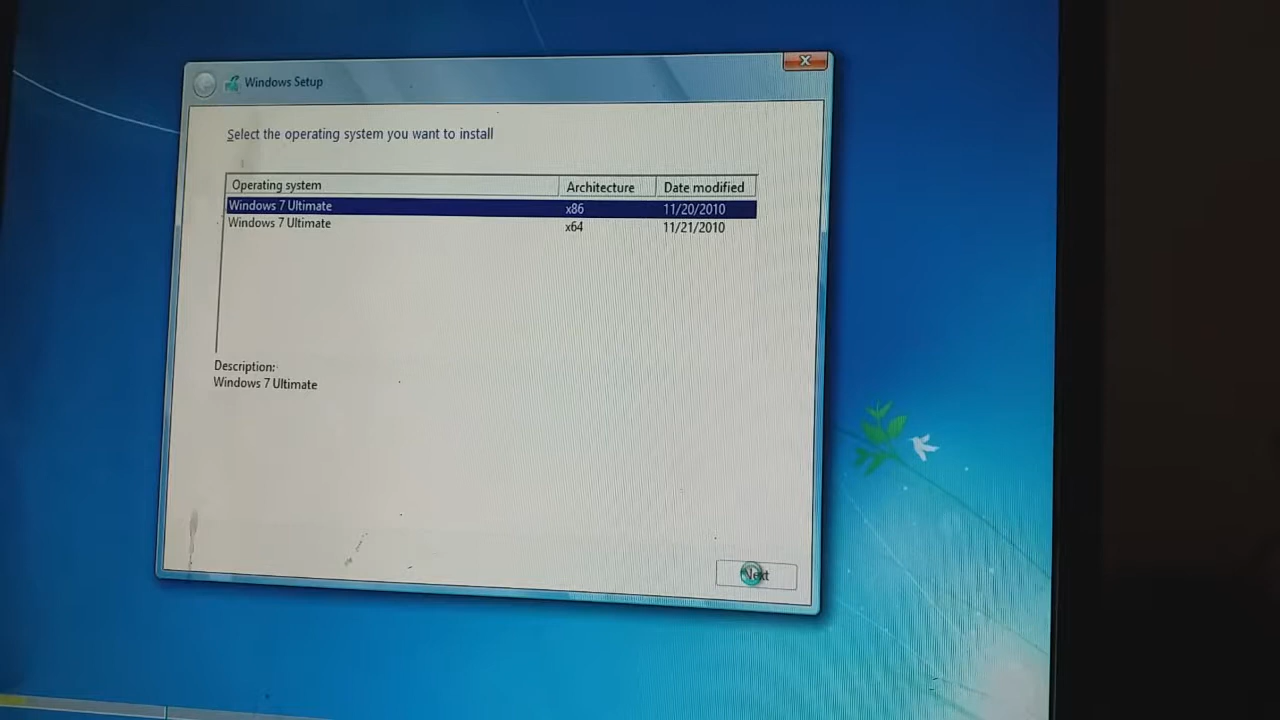 Windows Setup
Select the operating system you want to install
Operating system Architecture Date modified
Windows 7 Ultimate x86 11/20/2010
Windows 7 Ultimate x64 11/21/2010
Description:
Windows 7 Ultimate
Next